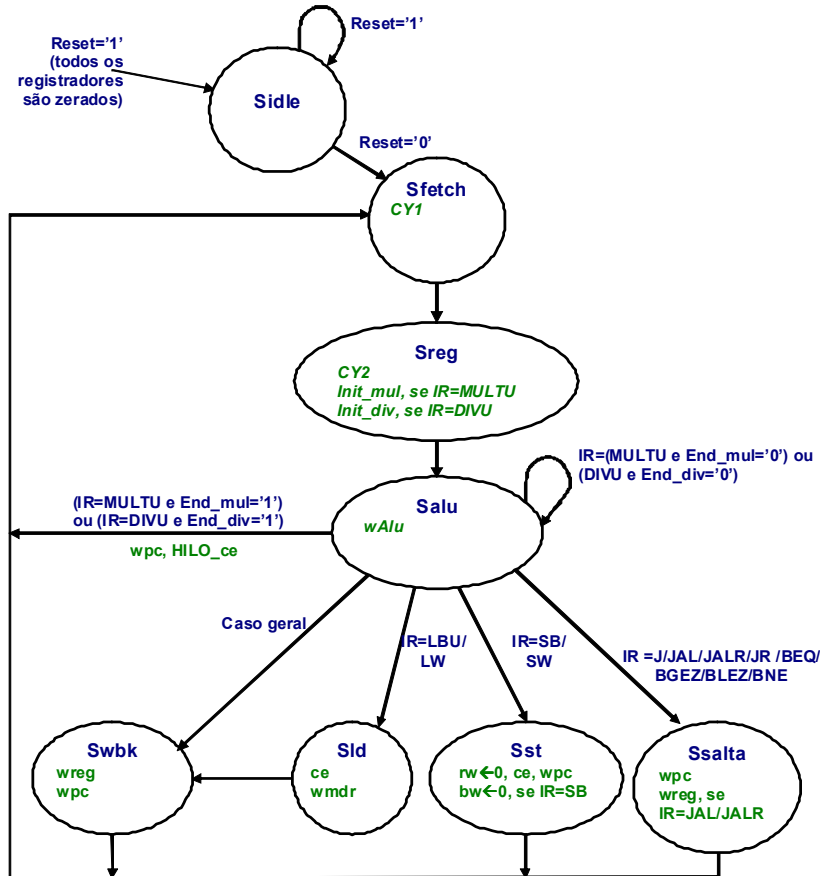 Reset='1'
Reset='1'
(todos os
registradores
são zerados)
Sidle
Reset='0'
Sfetch
CY1
Sreg
CY2
Init_mul, se IR=MULTU
Init_div, se IR=DIVU
IR=(MULTU e End_mul='0') ou
(DIVU e End_div='0')
(IR=MULTU e End_mul='1')
ou (IR=DIVU e End_div='1')
wpc, HILO_ce
Salu
wAlu
Caso geral
IR=LBU/
LW
IR=SB/
SW
IR =J/JAL/JALR/JR /BEQ/
BGEZ/BLEZ/BNE
Swbk
wreg
wpc
Sld
ce
wmdr
Sst
rw←0, ce, wpc
bw←0, se IR=SB
Ssalta
wpc
wreg, se
IR=JAL/JALR